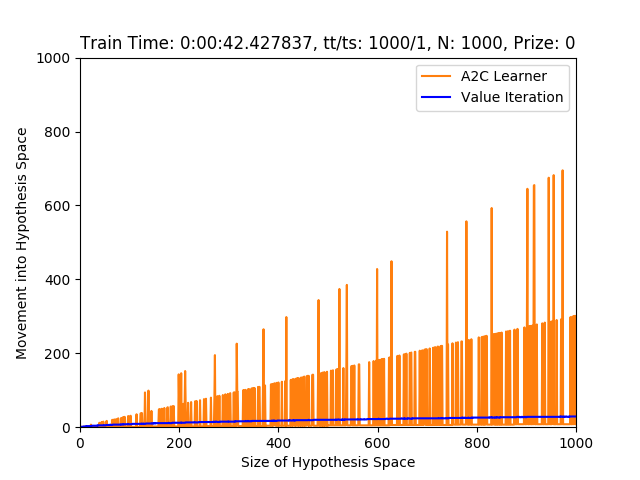 Train Time: 0:00:42.427837, tt/ts: 1000/1, N: 1000, Prize: 0
A2C Learner
Value Iteration
Movement into Hypothesis Space
1000
800
600
400
200
0
0 200 400 600 800 1000
Size of Hypothesis Space